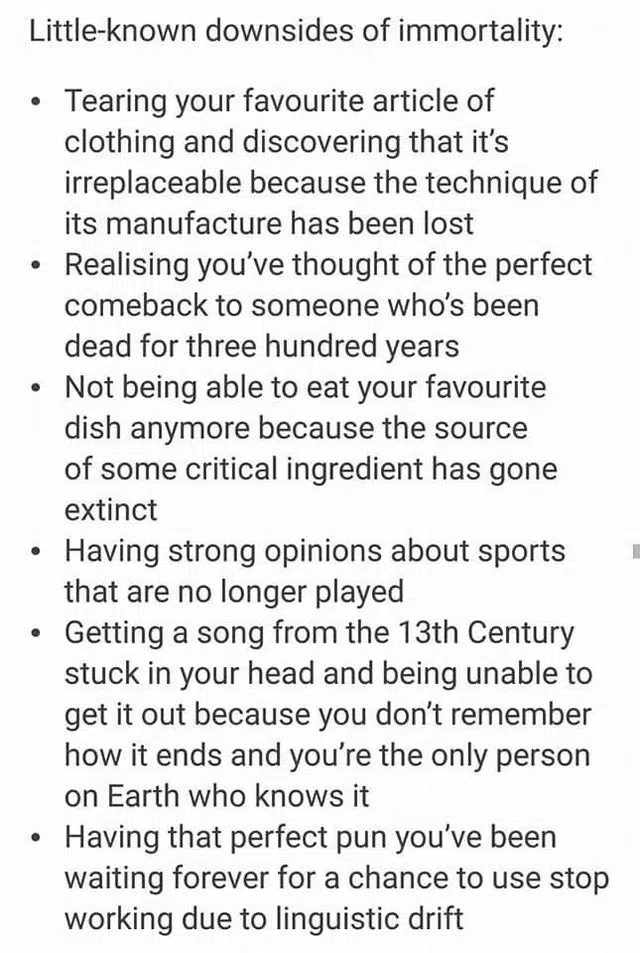 Little-known downsides of immortality:
• Tearing your favourite article of
clothing and discovering that it's
irreplaceable because the technique of
its manufacture has been lost
• Realising you've thought of the perfect
comeback to someone who's been
dead for three hundred years
• Not being able to eat your favourite
dish anymore because the source
of some critical ingredient has gone
extinct
• Having strong opinions about sports
that are no longer played
• Getting a song from the 13th Century
stuck in your head and being unable to
get it out because you don't remember
how it ends and you're the only person
on Earth who knows it
• Having that perfect pun you've been
waiting forever for a chance to use stop
working due to linguistic drift